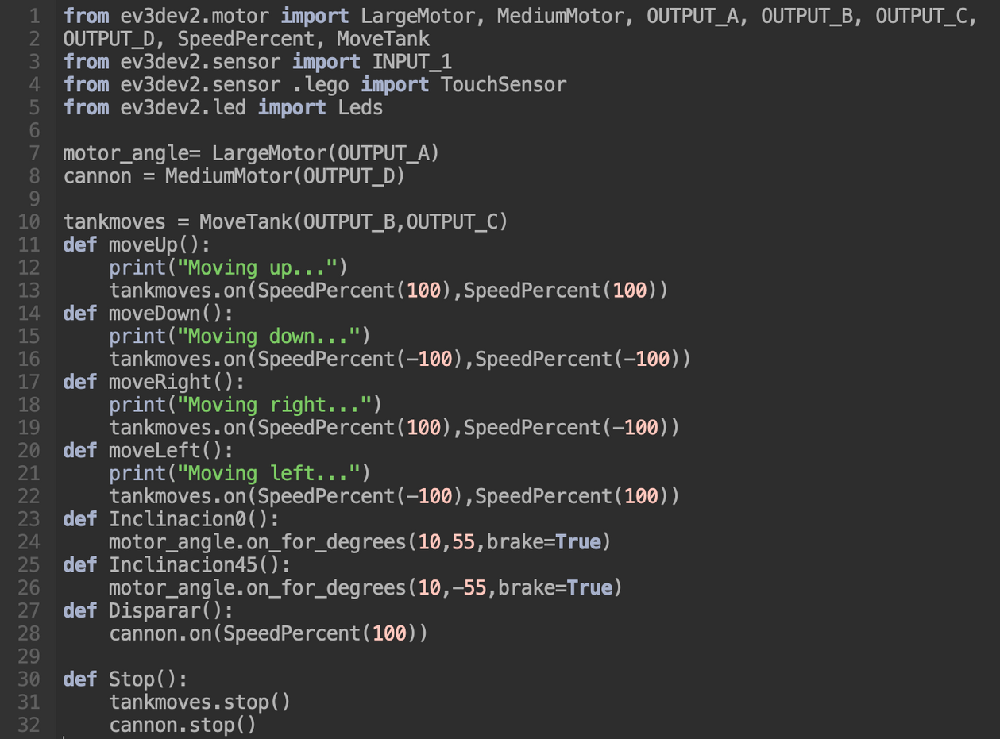 1 from ev3dev2.motor import LargeMotor, MediumMotor, OUTPUT_A, OUTPUT_B, OUTPUT_C,
2 OUTPUT_D, SpeedPercent, MoveTank
3 from ev3dev2.sensor import INPUT_1
4 from ev3dev2.sensor .lego import TouchSensor
5 from ev3dev2.led import Leds
6
7 motor_angle= LargeMotor(OUTPUT_A)
8 cannon = MediumMotor(OUTPUT_D)
9
10 tankmoves = MoveTank(OUTPUT_B,OUTPUT_C)
11 def moveUp():
12     print("Moving up...")
13     tankmoves.on(SpeedPercent(100),SpeedPercent(100))
14 def moveDown():
15     print("Moving down...")
16     tankmoves.on(SpeedPercent(-100),SpeedPercent(-100))
17 def moveRight():
18     print("Moving right...")
19     tankmoves.on(SpeedPercent(100),SpeedPercent(-100))
20 def moveLeft():
21     print("Moving left...")
22     tankmoves.on(SpeedPercent(-100),SpeedPercent(100))
23 def Inclinacion0():
24     motor_angle.on_for_degrees(10,55,brake=True)
25 def Inclinacion45():
26     motor_angle.on_for_degrees(10,-55,brake=True)
27 def Disparar():
28     cannon.on(SpeedPercent(100))
29
30 def Stop():
31     tankmoves.stop()
32     cannon.stop()